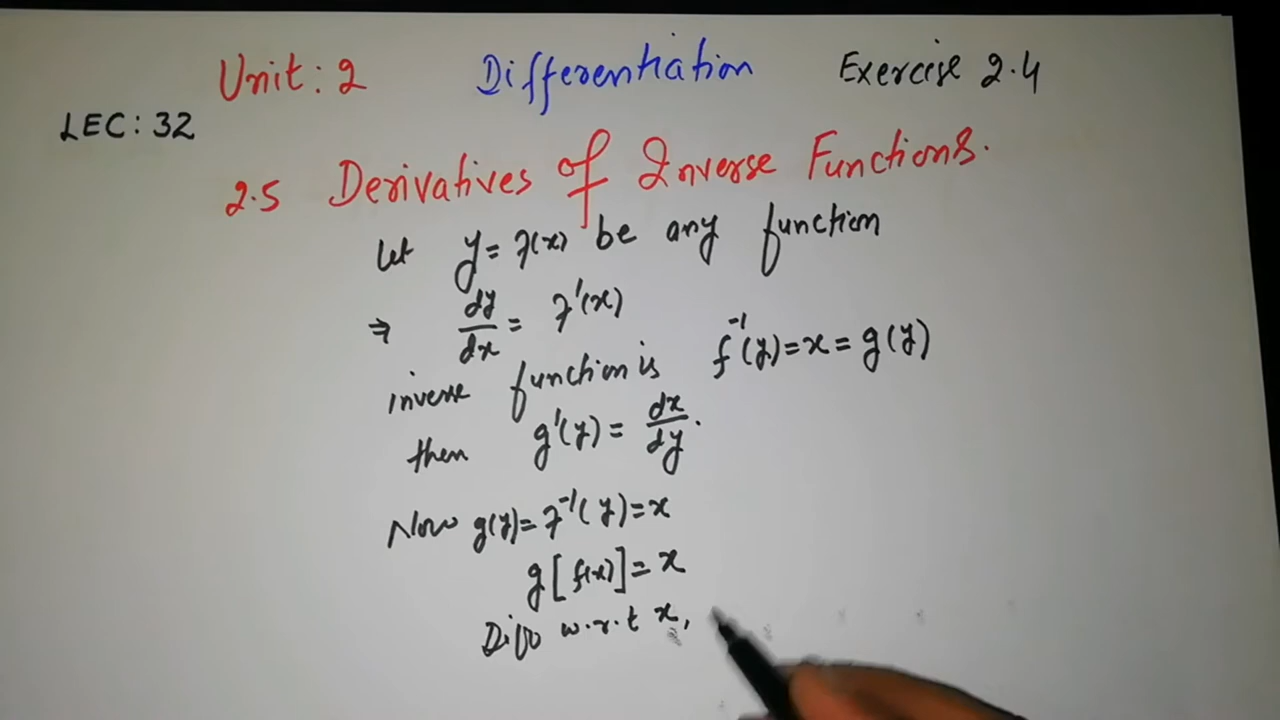 Unit: 2 Differentiation Exercise 2.4
LEC: 32
2.5 Derivatives of Inverse Functions.
Let y = f(x) be any function
⇒ dy/dx = f'(x)
inverse function is f⁻¹(y) = x = g(y)
then g'(y) = dx/dy.
Now g(y) = f⁻¹(y) = x
g[f(x)] = x
Diff w.r.t x,